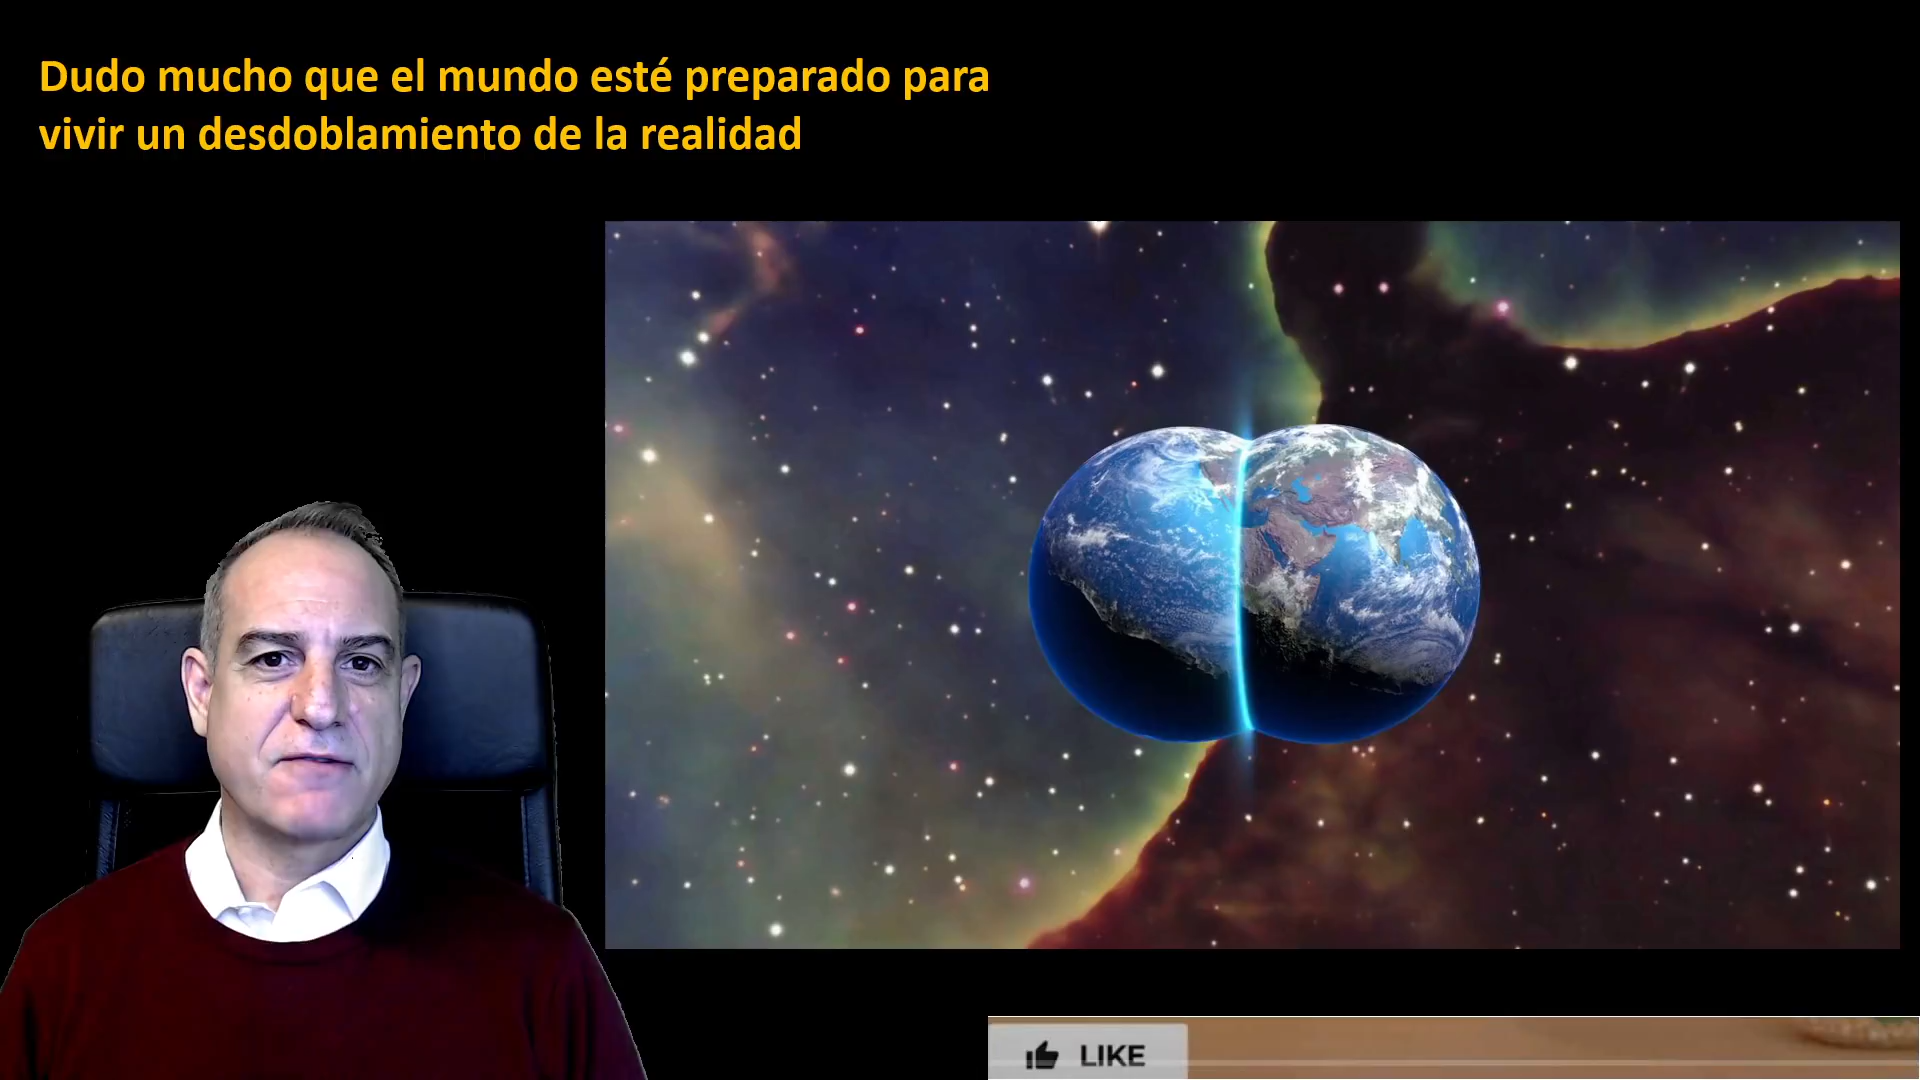 Dudo mucho que el mundo esté preparado para
vivir un desdoblamiento de la realidad
LIKE